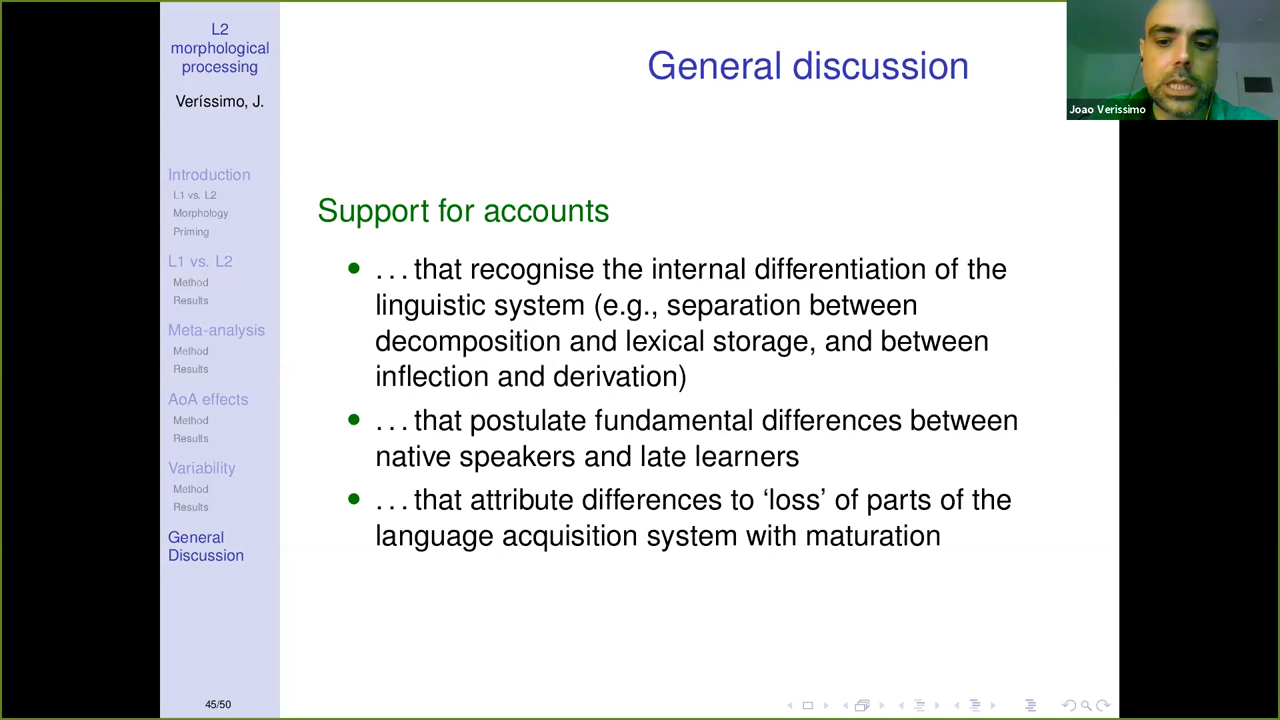 L2
morphological
processing
Veríssimo, J.
Introduction
L1 vs. L2
Morphology
Priming
L1 vs. L2
Method
Results
Meta-analysis
Method
Results
AoA effects
Method
Results
Variability
Method
Results
General
Discussion
45/50
General discussion
Support for accounts
• ...that recognise the internal differentiation of the
linguistic system (e.g., separation between
decomposition and lexical storage, and between
inflection and derivation)
• ...that postulate fundamental differences between
native speakers and late learners
• ...that attribute differences to ‘loss’ of parts of the
language acquisition system with maturation
Joao Verissimo